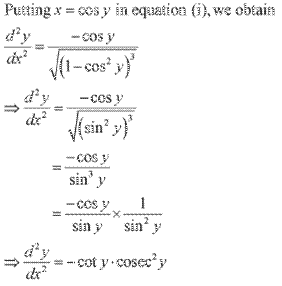 Putting x = cos y in equation (i), we obtain
d²y/dx² = -cos y / √((1-cos² y)³)
⇒ d²y/dx² = -cos y / √((sin² y)³)
= -cos y / sin³ y
= -cos y / sin y × 1 / sin² y
⇒ d²y/dx² = -cot y · cosec² y